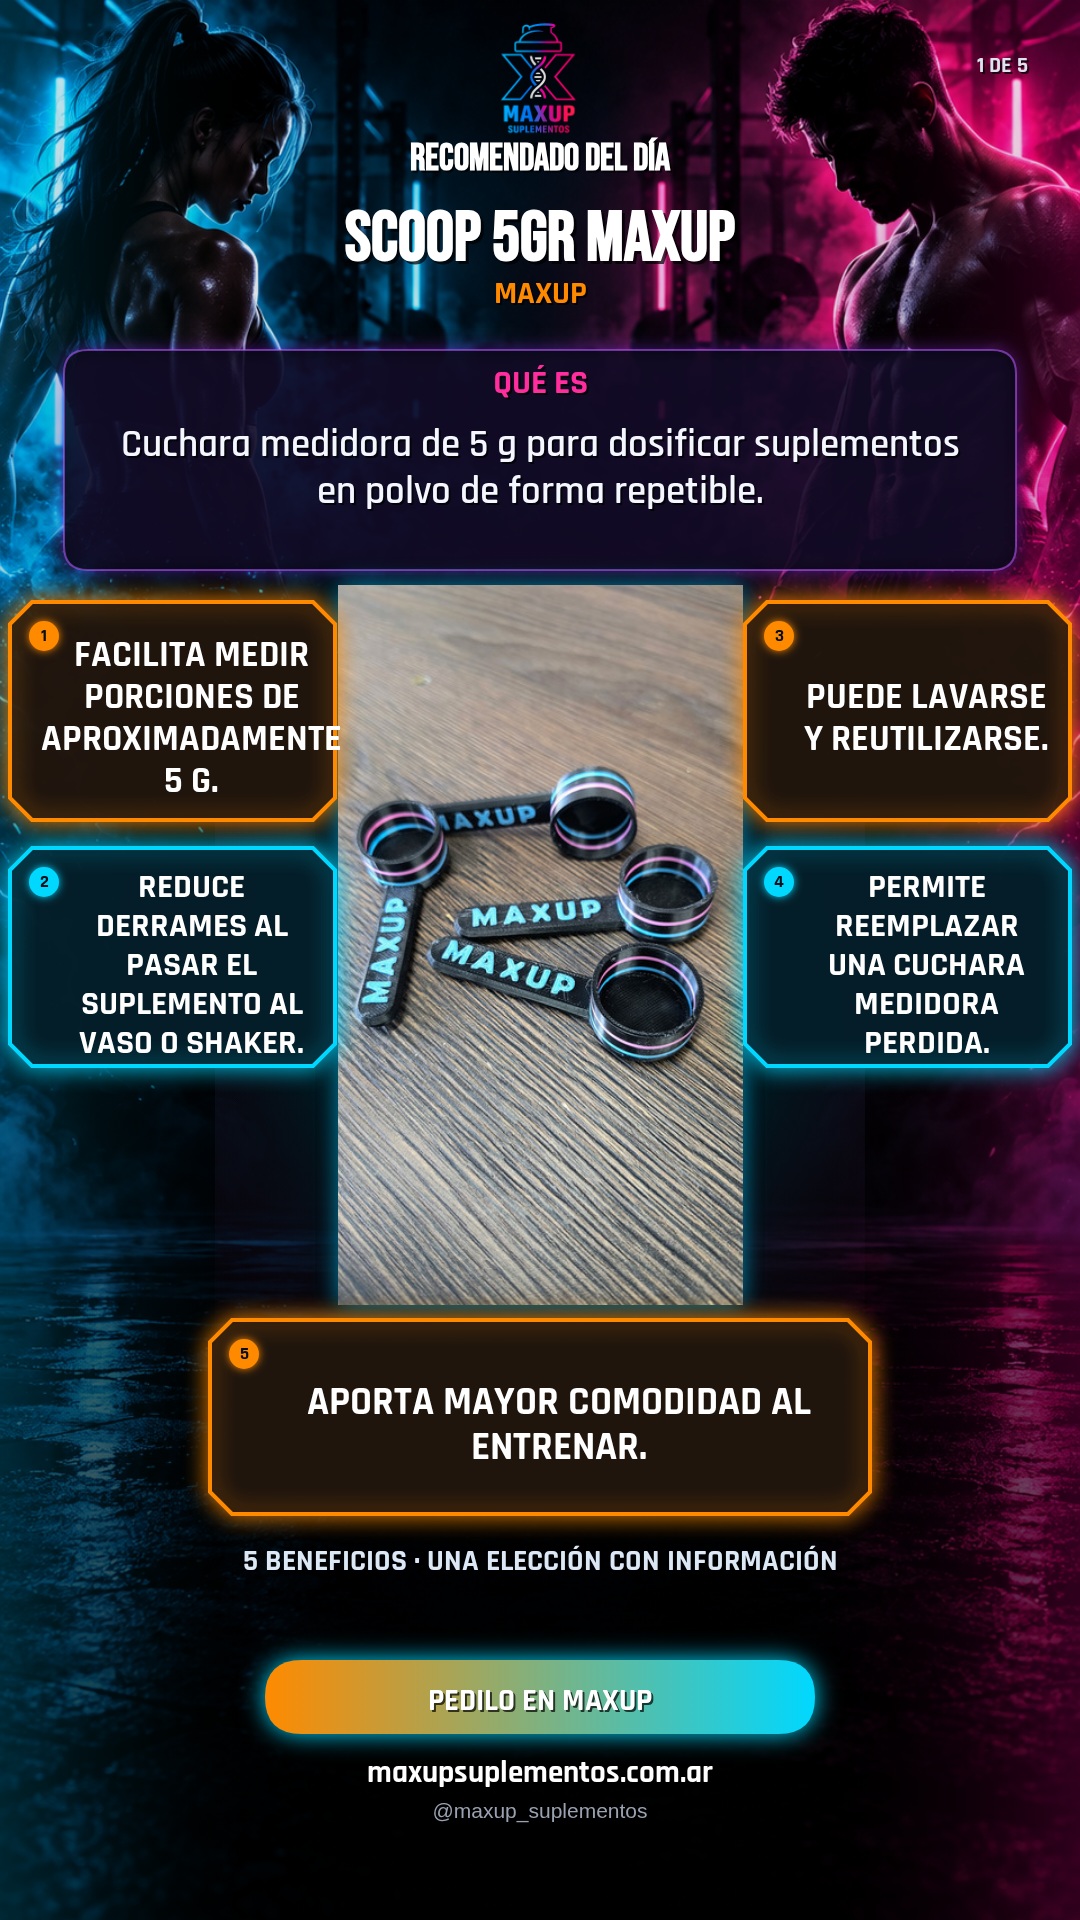 1 DE 5
MAXUP
SUPLEMENTOS
RECOMENDADO DEL DÍA
SCOOP 5GR MAXUP
MAXUP
QUÉ ES
Cuchara medidora de 5 g para dosificar suplementos
en polvo de forma repetible.
1
FACILITA MEDIR
PORCIONES DE
APROXIMADAMENTE
5 G.
2
REDUCE
DERRAMES AL
PASAR EL
SUPLEMENTO AL
VASO O SHAKER.
MAXUP
MAXUP
MAXUP
MAXUP
3
PUEDE LAVARSE
Y REUTILIZARSE.
4
PERMITE
REEMPLAZAR
UNA CUCHARA
MEDIDORA
PERDIDA.
5
APORTA MAYOR COMODIDAD AL
ENTRENAR.
5 BENEFICIOS · UNA ELECCIÓN CON INFORMACIÓN
PEDILO EN MAXUP
maxupsuplementos.com.ar
@maxup_suplementos